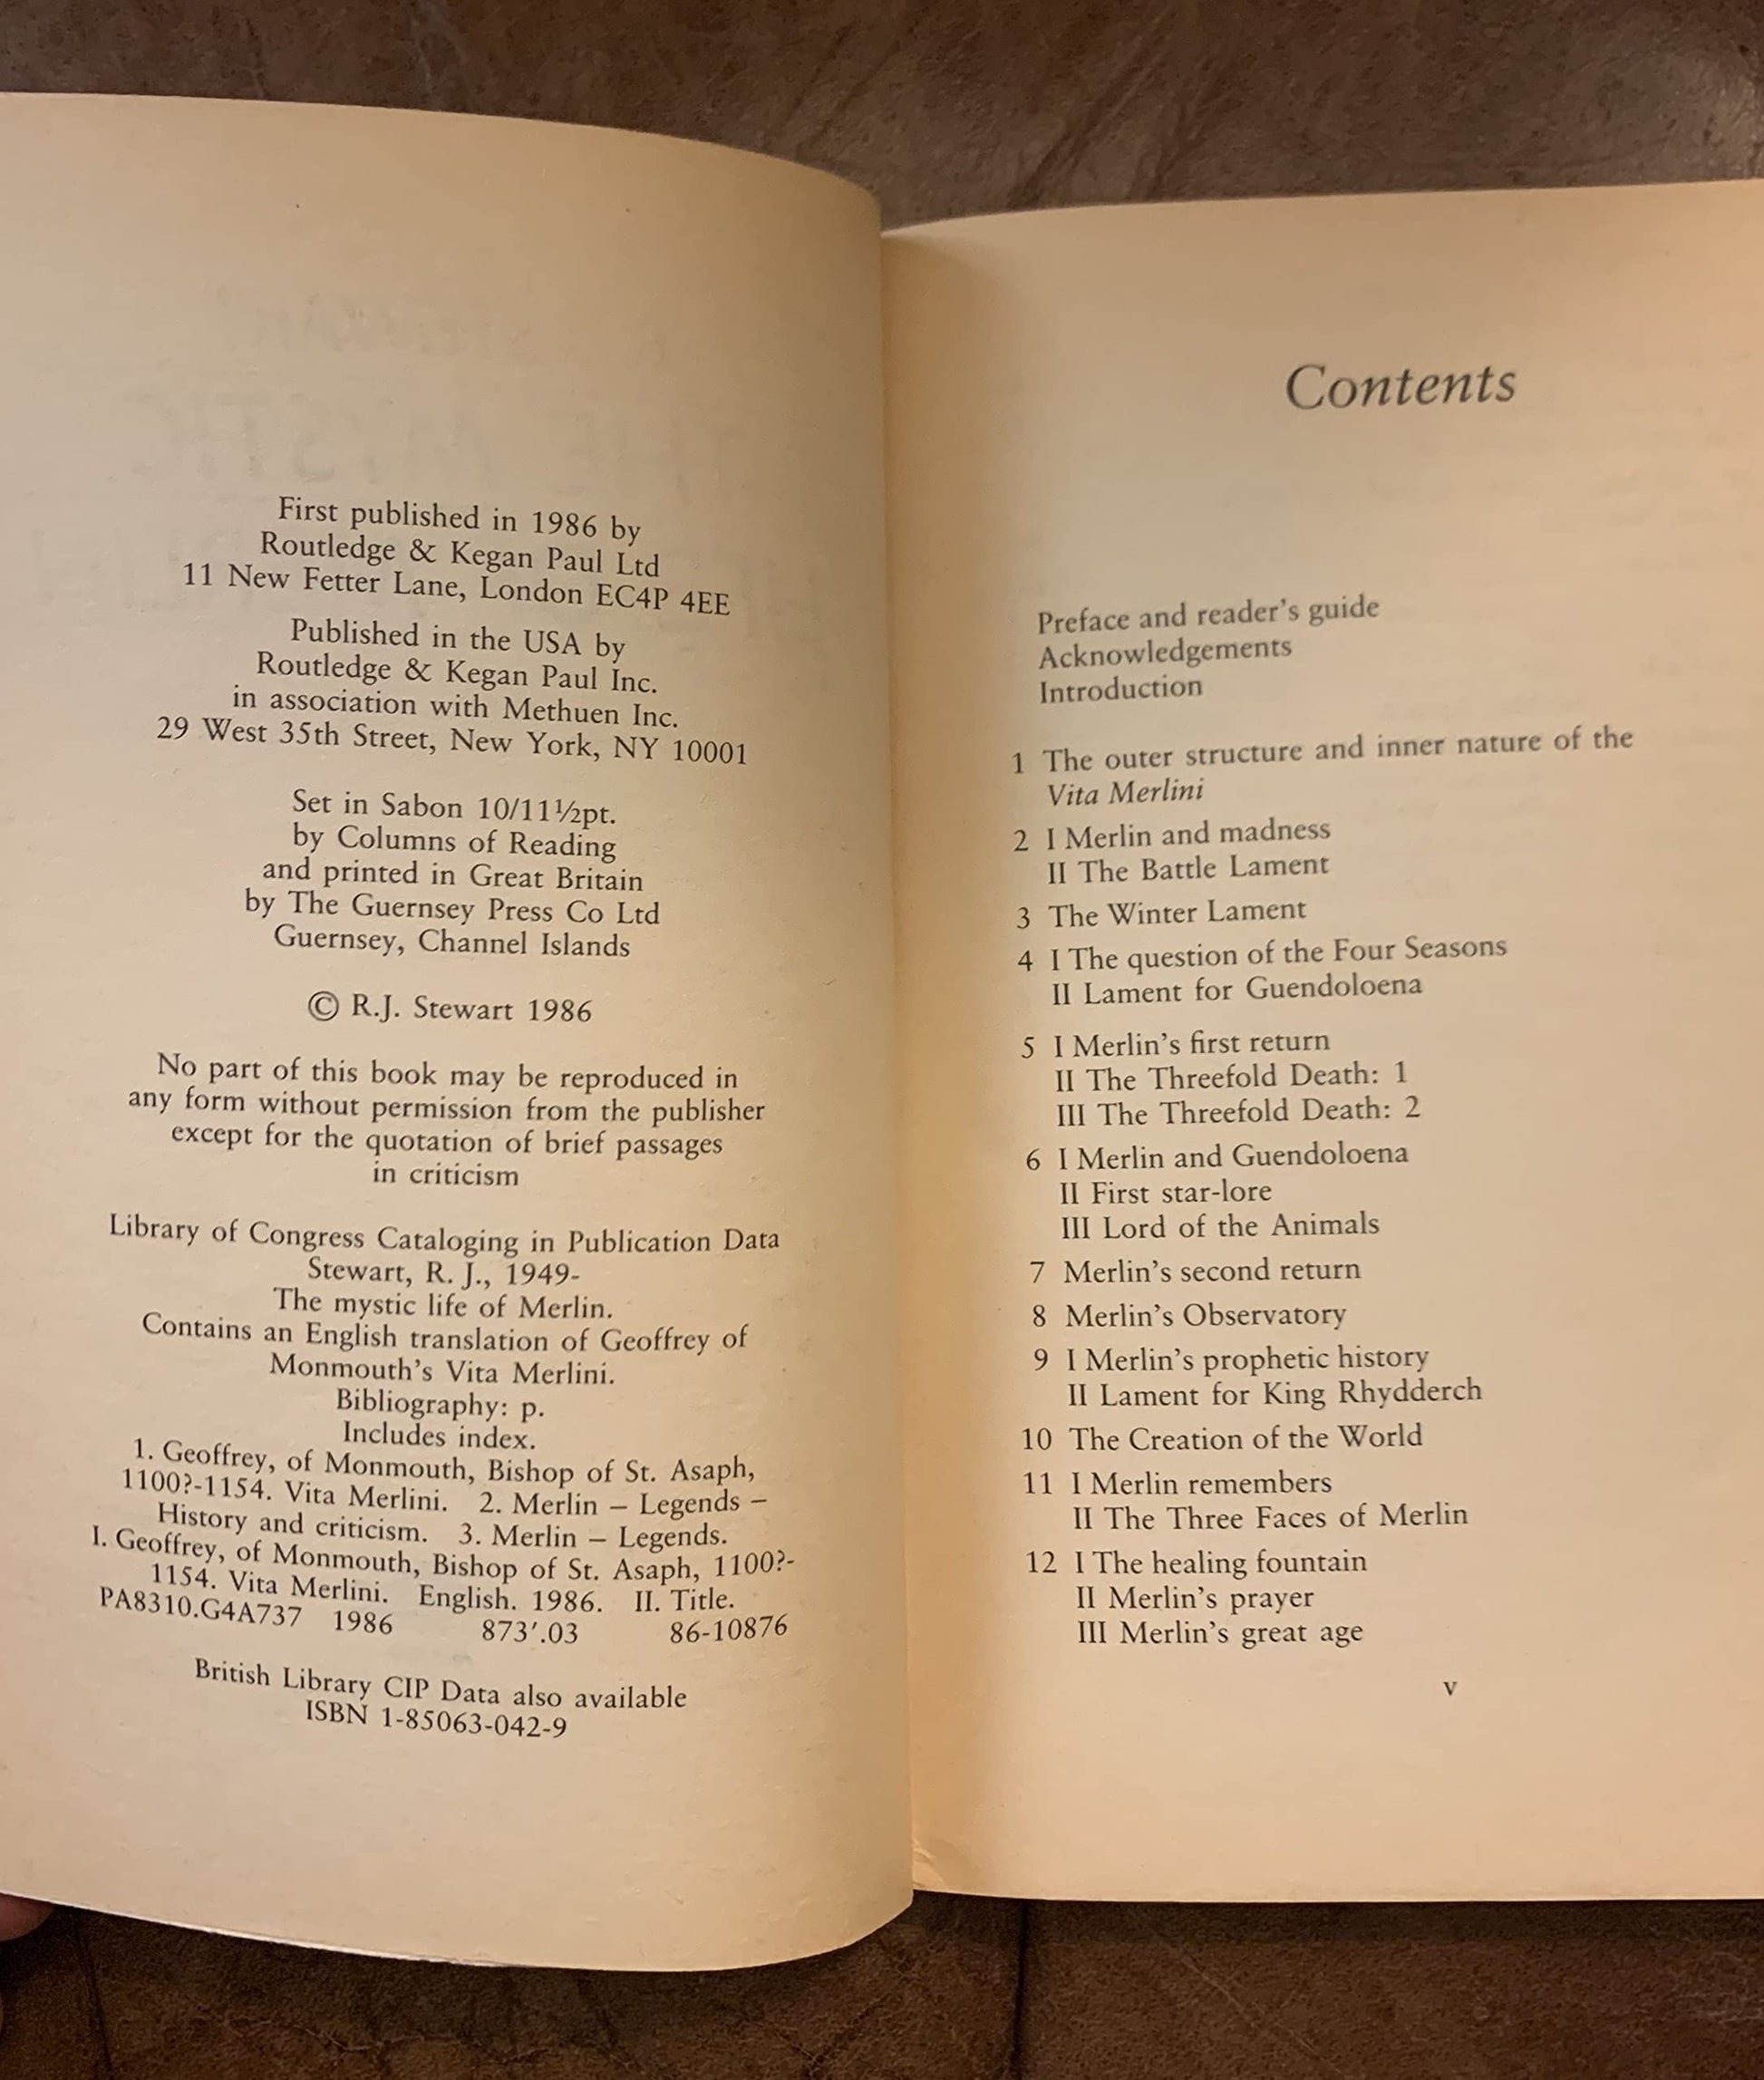 First published in 1986 by
Routledge & Kegan Paul Ltd
11 New Fetter Lane, London EC4P 4EE
Published in the USA by
Routledge & Kegan Paul Inc.
in association with Methuen Inc.
29 West 35th Street, New York, NY 10001
Set in Sabon 10/11½pt.
by Columns of Reading
and printed in Great Britain
by The Guernsey Press Co Ltd
Guernsey, Channel Islands
© R.J. Stewart 1986
No part of this book may be reproduced in
any form without permission from the publisher
except for the quotation of brief passages
in criticism
Library of Congress Cataloging in Publication Data
Stewart, R. J., 1949-
The mystic life of Merlin.
Contains an English translation of Geoffrey of
Monmouth's Vita Merlini.
Bibliography: p.
Includes index.
1. Geoffrey, of Monmouth, Bishop of St. Asaph,
1100?-1154. Vita Merlini. 2. Merlin – Legends –
History and criticism. 3. Merlin – Legends.
I. Geoffrey, of Monmouth, Bishop of St. Asaph, 1100?-
1154. Vita Merlini. English. 1986. II. Title.
PA8310.G4A737 1986 873'.03 86-10876
British Library CIP Data also available
ISBN 1-85063-042-9
Contents
Preface and reader's guide
Acknowledgements
Introduction
1 The outer structure and inner nature of the
Vita Merlini
2 I Merlin and madness
II The Battle Lament
3 The Winter Lament
4 I The question of the Four Seasons
II Lament for Guendoloena
5 I Merlin's first return
II The Threefold Death: 1
III The Threefold Death: 2
6 I Merlin and Guendoloena
II First star-lore
III Lord of the Animals
7 Merlin's second return
8 Merlin's Observatory
9 I Merlin's prophetic history
II Lament for King Rhydderch
10 The Creation of the World
11 I Merlin remembers
II The Three Faces of Merlin
12 I The healing fountain
II Merlin's prayer
III Merlin's great age
v